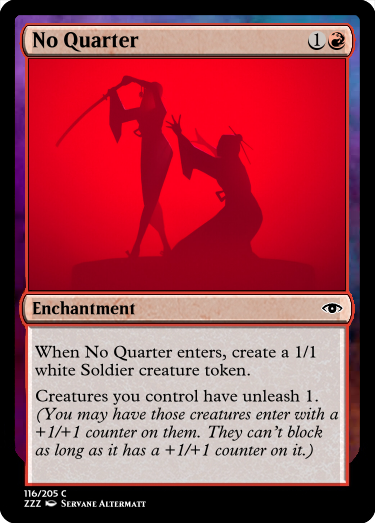 No Quarter 1
Enchantment
When No Quarter enters, create a 1/1
white Soldier creature token.
Creatures you control have unleash 1.
(You may have those creatures enter with a
+1/+1 counter on them. They can't block
as long as it has a +1/+1 counter on it.)
116/205 C
ZZZ Servane Altermatt